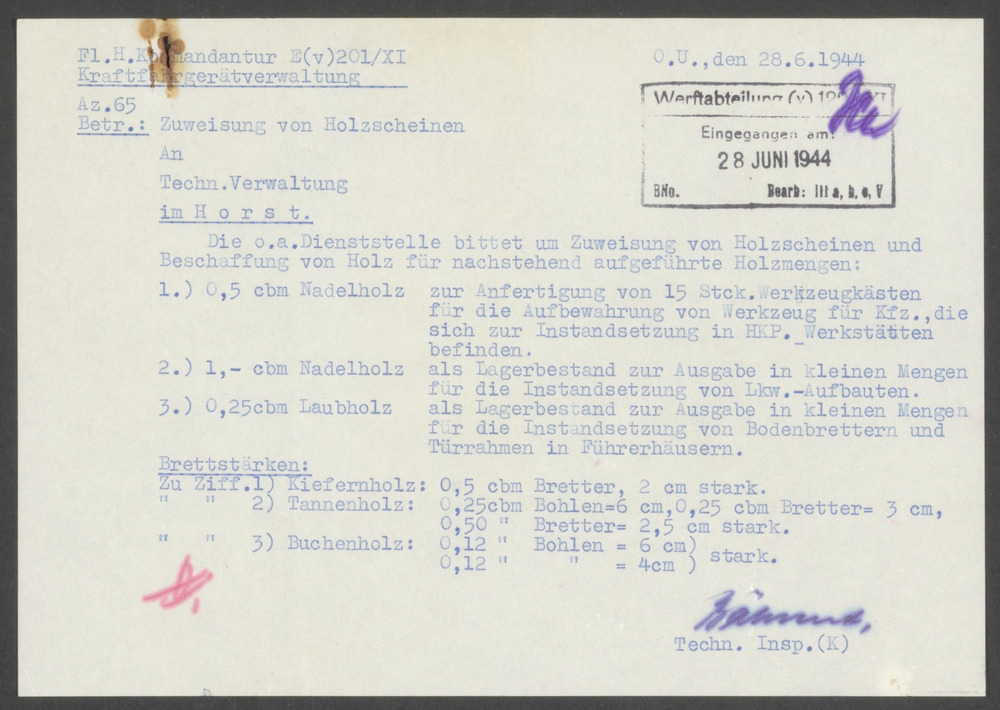 Fl.H.Kommandantur E(v)201/XI
Kraftfahrgerätverwaltung
O.U.,den 28.6.1944
Az.65
Betr.: Zuweisung von Holzscheinen
Werftabteilung (v)
Eingegangen am:
28 JUNI 1944
BNo. Bearb: III a, b, e, V
An
Techn.Verwaltung
im H o r s t.
Die o.a.Dienststelle bittet um Zuweisung von Holzscheinen und
Beschaffung von Holz für nachstehend aufgeführte Holzmengen:
1.) 0,5 cbm Nadelholz zur Anfertigung von 15 Stck.Werkzeugkästen
für die Aufbewahrung von Werkzeug für Kfz.,die
sich zur Instandsetzung in HKP. Werkstätten
befinden.
2.) 1,- cbm Nadelholz als Lagerbestand zur Ausgabe in kleinen Mengen
für die Instandsetzung von Lkw.-Aufbauten.
3.) 0,25cbm Laubholz als Lagerbestand zur Ausgabe in kleinen Mengen
für die Instandsetzung von Bodenbrettern und
Türrahmen in Führerhäusern.
Brettstärken:
Zu Ziff.1) Kiefernholz: 0,5 cbm Bretter, 2 cm stark.
" " 2) Tannenholz: 0,25cbm Bohlen=6 cm,0,25 cbm Bretter= 3 cm,
0,50 " Bretter= 2,5 cm stark.
" " 3) Buchenholz: 0,12 " Bohlen = 6 cm)
0,12 " " = 4cm ) stark.
Techn. Insp.(K)